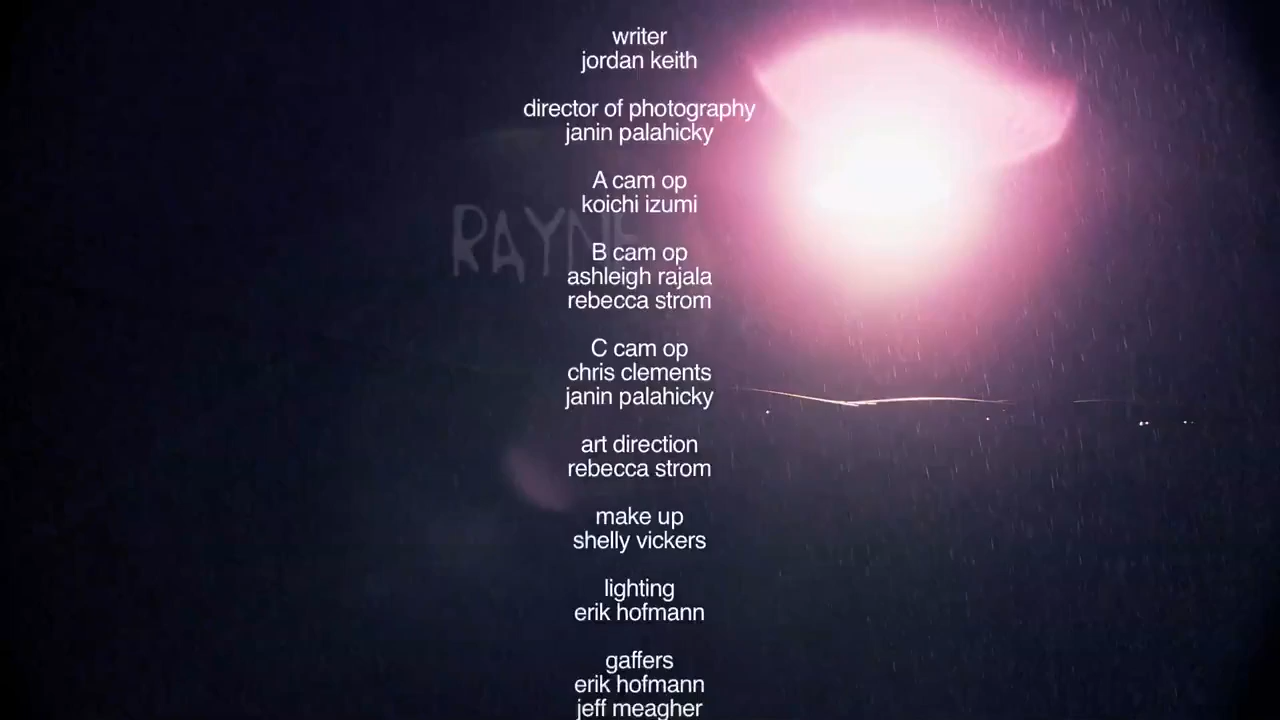 writer
jordan keith
director of photography
janin palahicky
A cam op
koichi izumi
RAYNE
B cam op
ashleigh rajala
rebecca strom
C cam op
chris clements
janin palahicky
art direction
rebecca strom
make up
shelly vickers
lighting
erik hofmann
gaffers
erik hofmann
jeff meagher